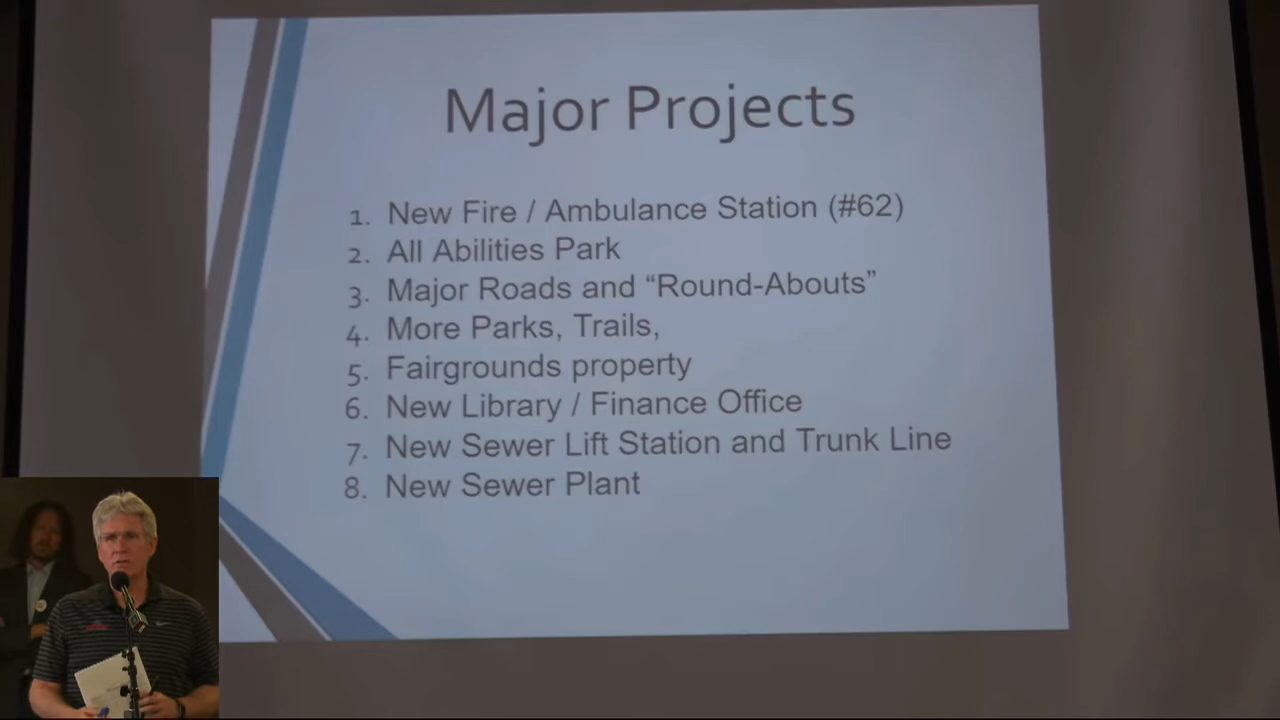 Major Projects
1. New Fire / Ambulance Station (#62)
2. All Abilities Park
3. Major Roads and “Round-Abouts”
4. More Parks, Trails,
5. Fairgrounds property
6. New Library / Finance Office
7. New Sewer Lift Station and Trunk Line
8. New Sewer Plant